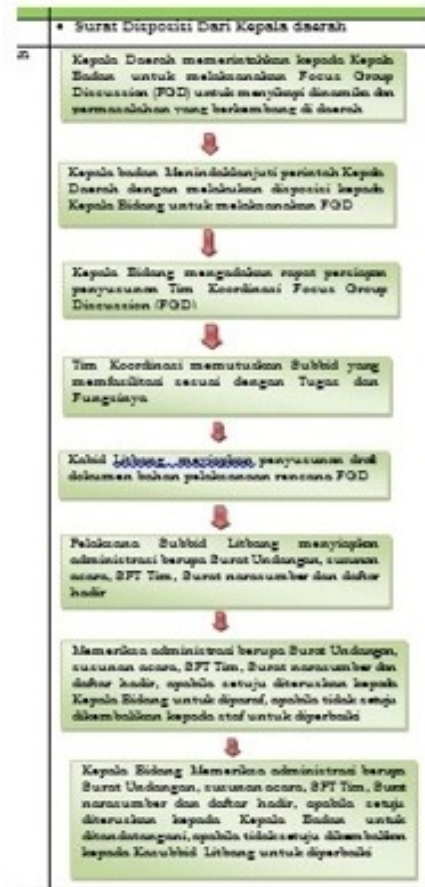 • Surat Disposisi Dari Kepala daerah
n
Kepala Daerah memerintahkan kepada Kepala
Badan untuk melaksanakan Focus Group
Discussion (FGD) untuk menyikapi dinamika dan
permasalahan yang berkembang di daerah
Kepala badan Menindaklanjuti perintah Kepala
Daerah dengan melakukan disposisi kepada
Kepala Bidang untuk melaksanakan FGD
Kepala Bidang mengadakan rapat persiapan
penyusunan Tim Koordinasi Focus Group
Discussion (FGD)
Tim Koordinasi memutuskan Subbid yang
memfasilitasi sesuai dengan Tugas dan
Fungsinya
Kabid Litbang menyiapkan penyusunan draft
dokumen bahan pelaksanaan rencana FGD
Pelaksana Subbid Litbang menyiapkan
administrasi berupa Surat Undangan, susunan
acara, SPT Tim, Surat narasumber dan daftar
hadir
Memeriksa administrasi berupa Surat Undangan,
susunan acara, SPT Tim, Surat narasumber dan
daftar hadir, apabila setuju diteruskan kepada
Kepala Bidang untuk diparaf, apabila tidak setuju
dikembalikan kepada staf untuk diperbaiki
Kepala Bidang Memeriksa administrasi berupa
Surat Undangan, susunan acara, SPT Tim, Surat
narasumber dan daftar hadir, apabila setuju
diteruskan kepada Kepala Badan untuk
ditandatangani, apabila tidak setuju dikembalikan
kepada Kasubbid Litbang untuk diperbaiki